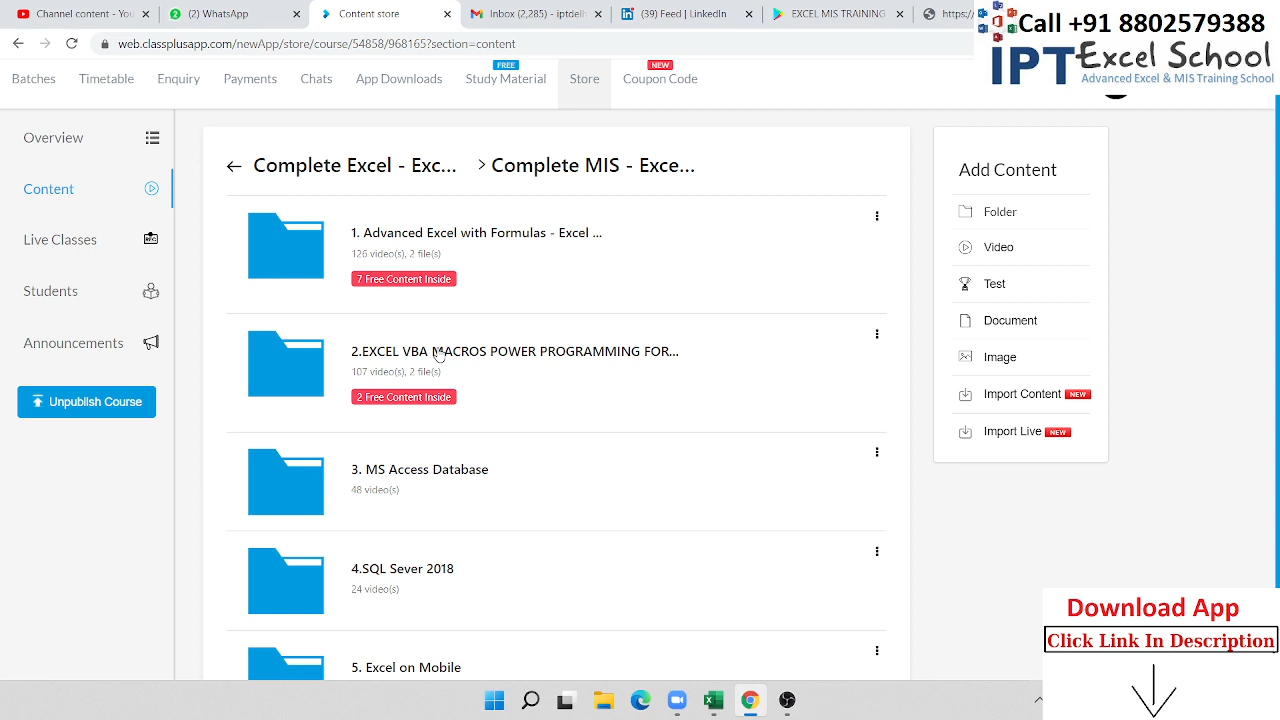 Channel content - You
(2) WhatsApp
Content store
Inbox (2,285) - iptdelh
(39) Feed | LinkedIn
EXCEL MIS TRAINING
https:/
web.classplusapp.com/newApp/store/course/54858/968165?section=content
Call +91 8802579388
IPT Excel School
Advanced Excel & MIS Training School
Batches
Timetable
Enquiry
Payments
Chats
App Downloads
FREE
Study Material
Store
NEW
Coupon Code
Overview
Content
Live Classes
Students
Announcements
Unpublish Course
Complete Excel - Exc... > Complete MIS - Exce...
1. Advanced Excel with Formulas - Excel ...
126 video(s), 2 file(s)
7 Free Content Inside
2.EXCEL VBA MACROS POWER PROGRAMMING FOR...
107 video(s), 2 file(s)
2 Free Content Inside
3. MS Access Database
48 video(s)
4.SQL Sever 2018
24 video(s)
5. Excel on Mobile
Add Content
Folder
Video
Test
Document
Image
Import Content NEW
Import Live NEW
Download App
Click Link In Description